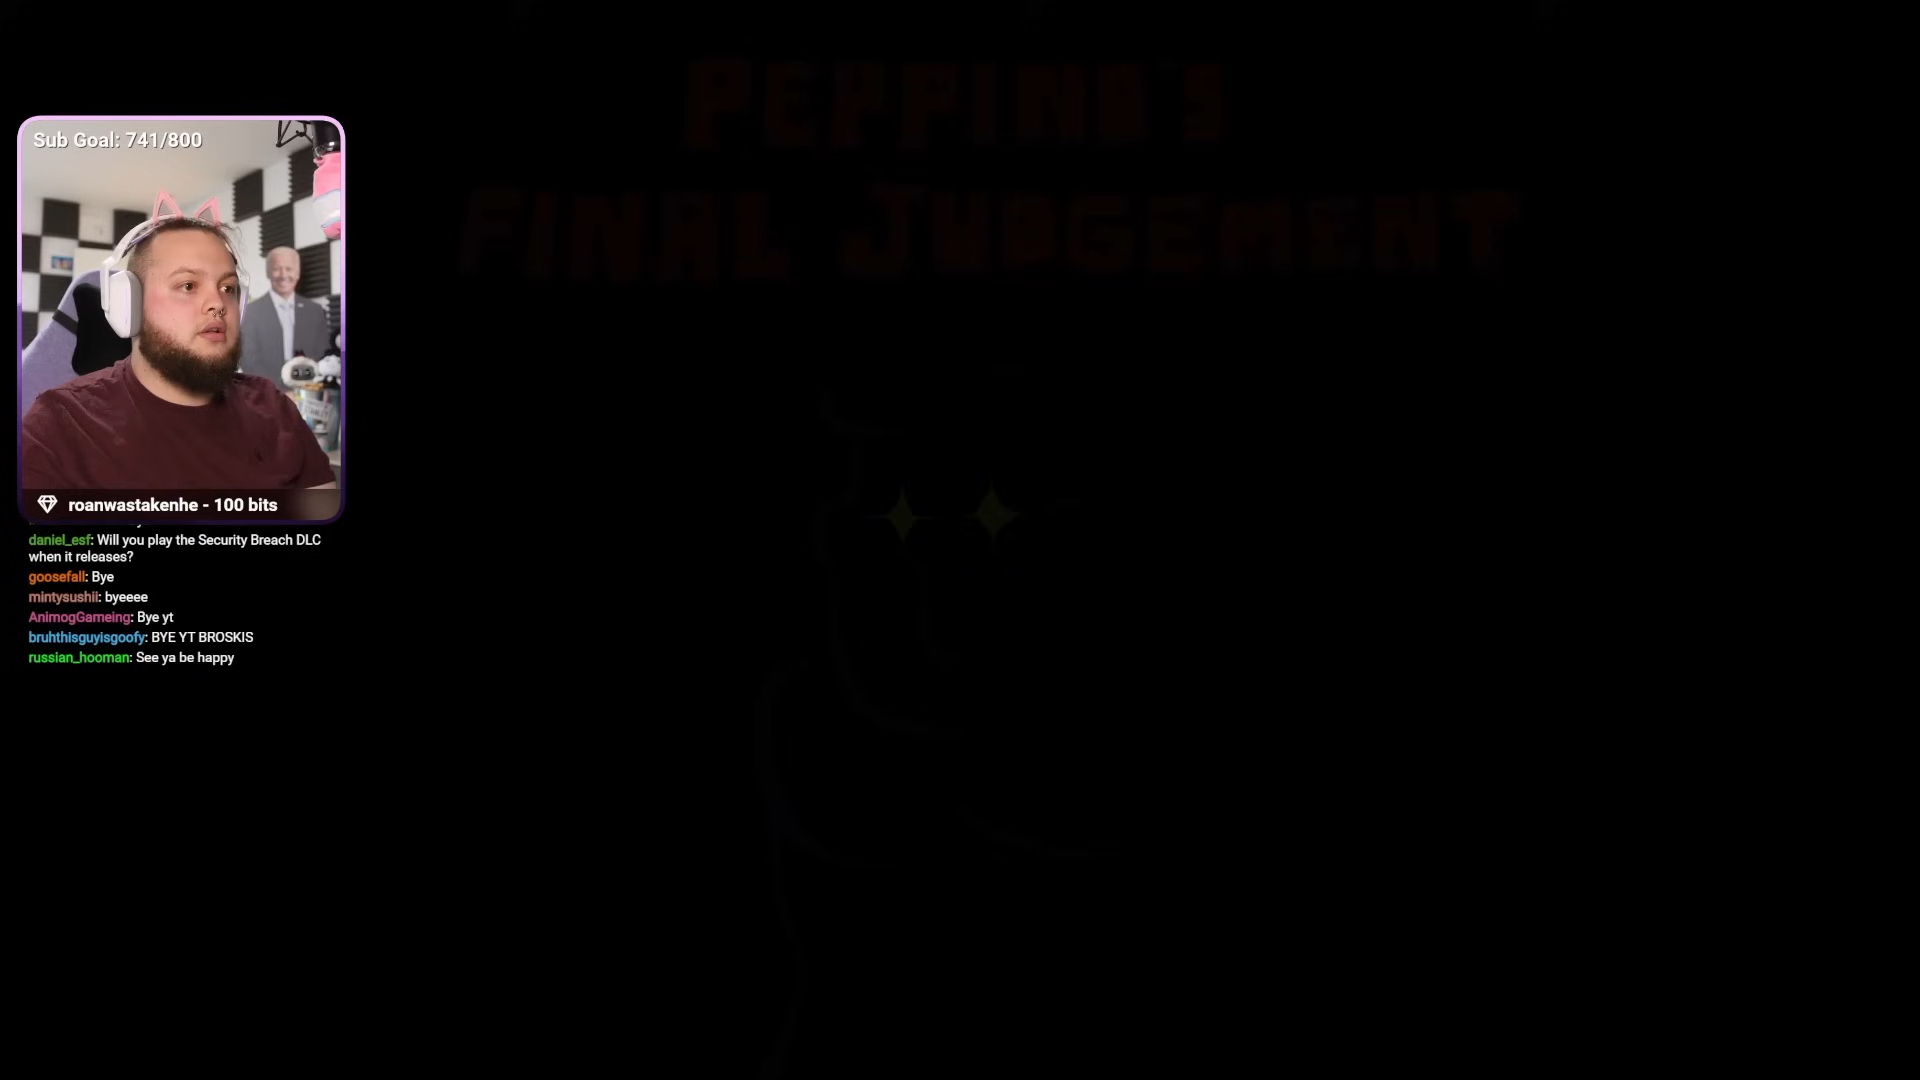 PEPPINO'S
FINAL JUDGEMENT
Sub Goal: 741/800
roanwastakenhe - 100 bits
daniel_esf: Will you play the Security Breach DLC
when it releases?
goosefall: Bye
mintysushii: byeeee
AnimogGameing: Bye yt
bruhthisguyisgoofy: BYE YT BROSKIS
russian_hooman: See ya be happy